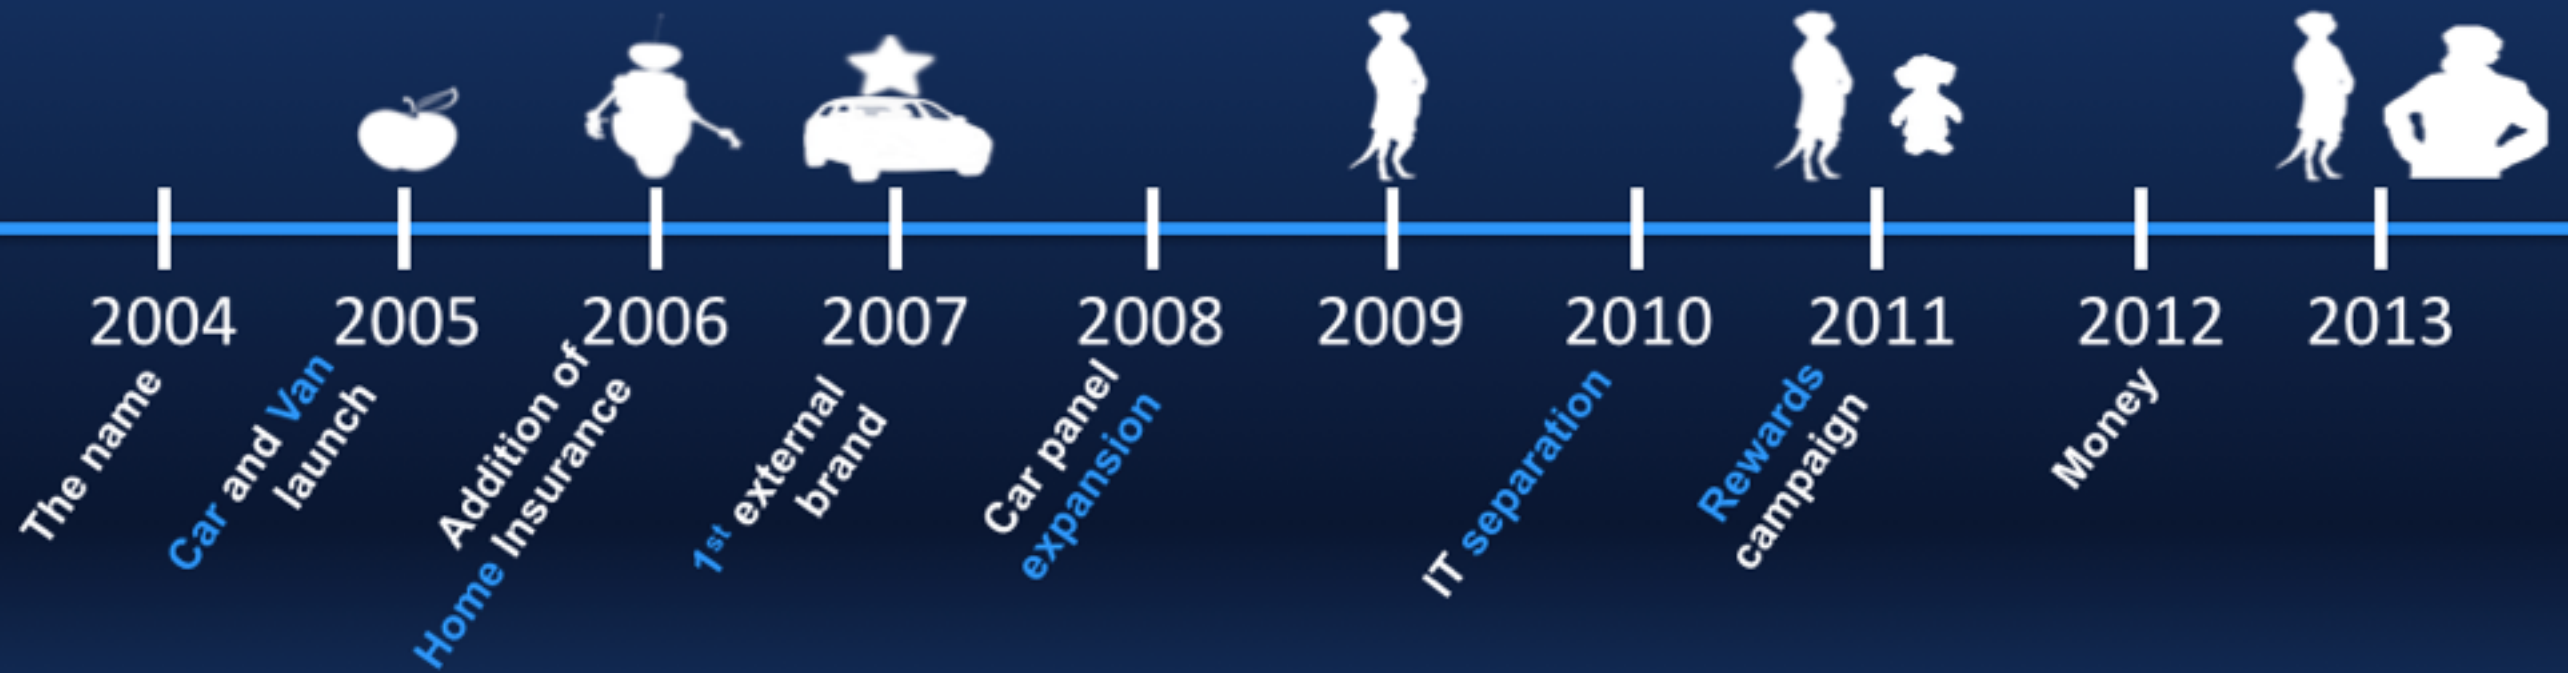 2004
2005
2006
2007
2008
2009
2010
2011
2012
2013
The name
Car and Van
launch
Addition of
Home Insurance
1st external
brand
Car panel
expansion
IT separation
Rewards
campaign
Money